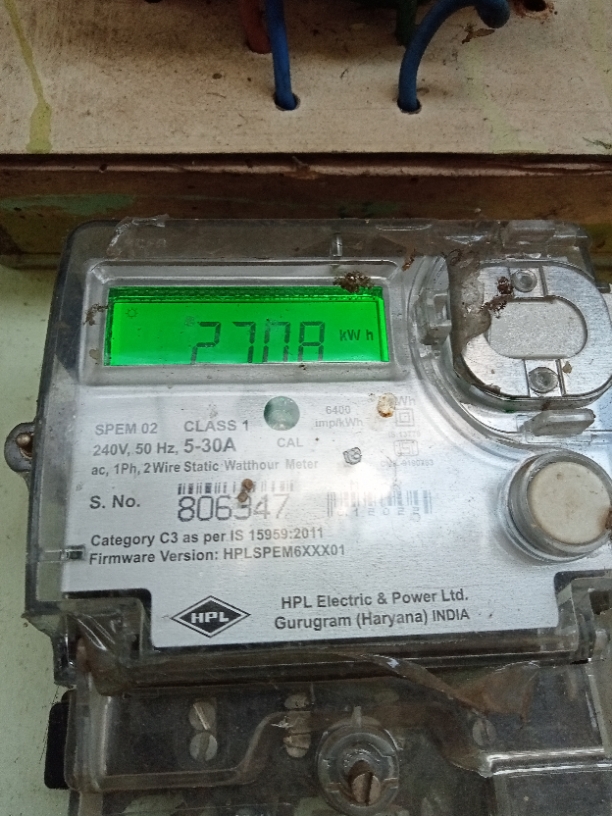 2708 kWh
SPEM 02 CLASS 1
6400
imp/kWh
240V, 50 Hz, 5-30A
CAL
ac, 1Ph, 2Wire Static Watthour Meter
S. No.
806347
Category C3 as per IS 15959:2011
Firmware Version: HPLSPEM6XXX01
HPL
HPL Electric & Power Ltd.
Gurugram (Haryana) INDIA